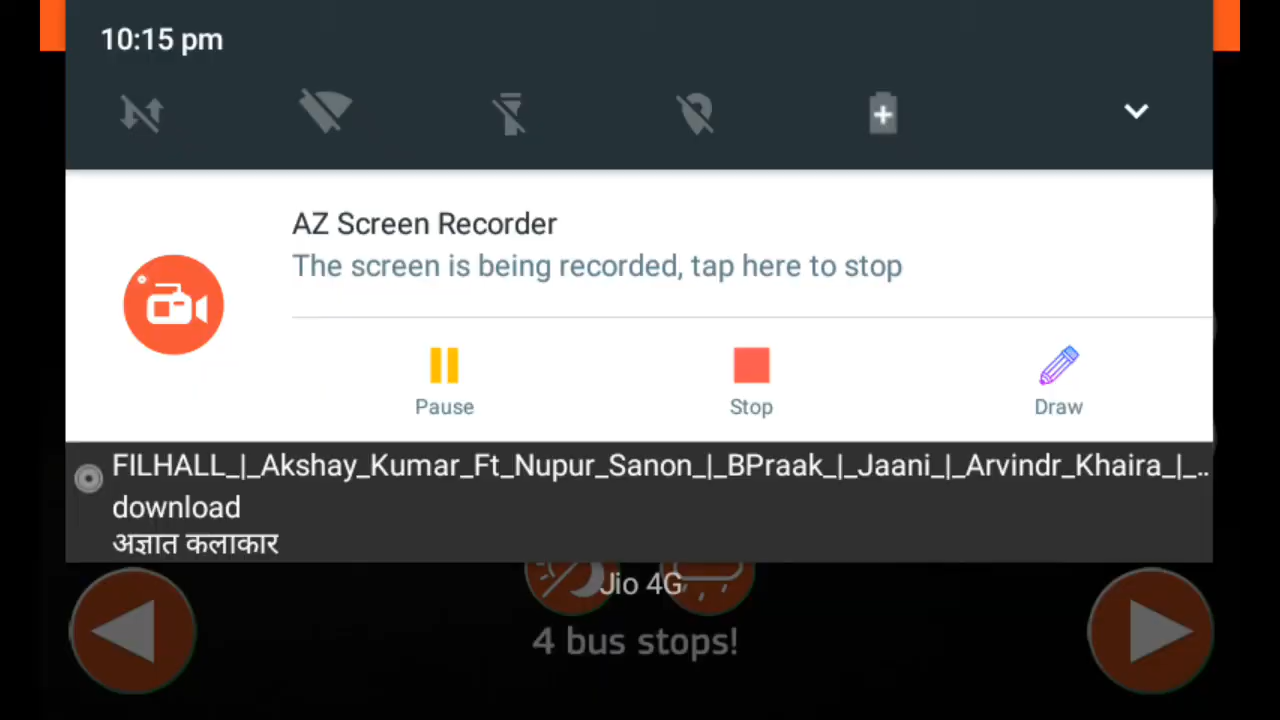 10:15 pm
AZ Screen Recorder
The screen is being recorded, tap here to stop
Pause
Stop
Draw
FILHALL_|_Akshay_Kumar_Ft_Nupur_Sanon_|_BPraak_|_Jaani_|_Arvindr_Khaira_|_..
download
अज्ञात कलाकार
Jio 4G
4 bus stops!